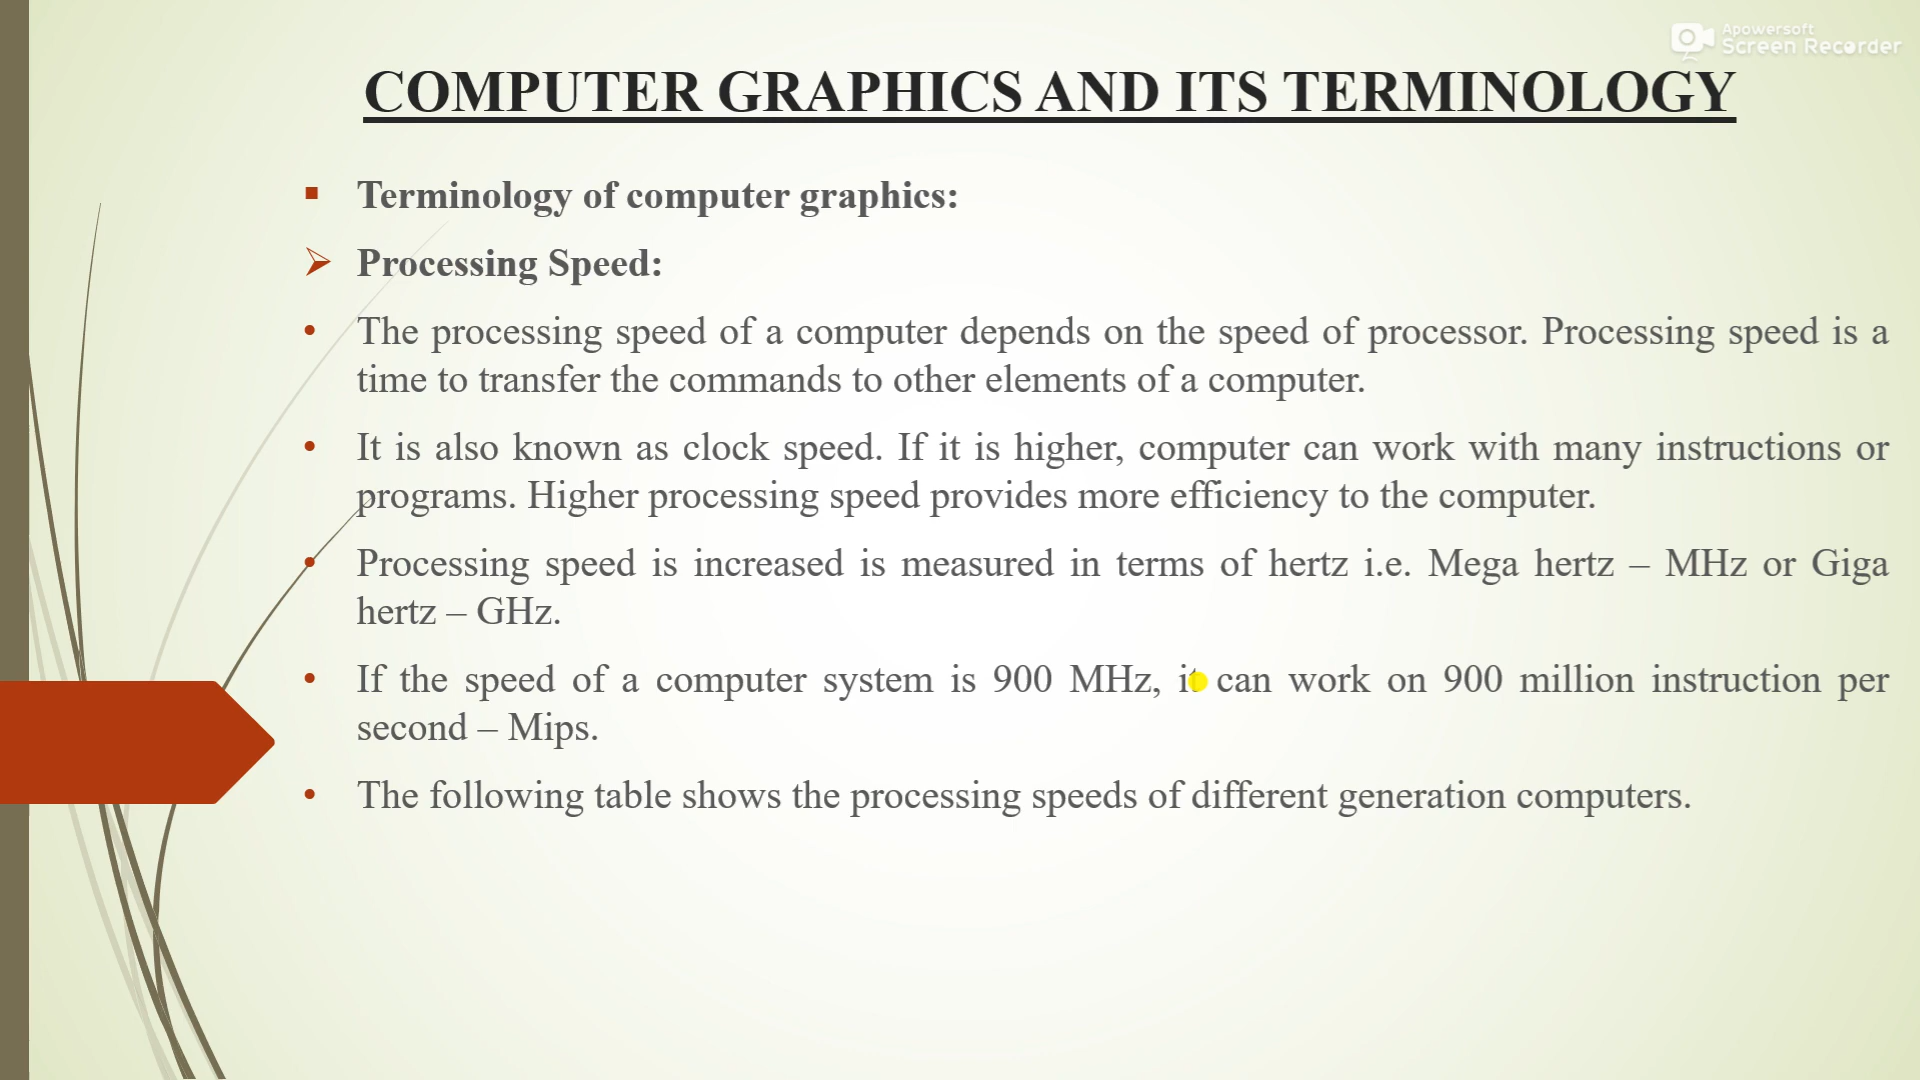 Apowersoft
Screen Recorder
COMPUTER GRAPHICS AND ITS TERMINOLOGY
Terminology of computer graphics:
Processing Speed:
The processing speed of a computer depends on the speed of processor. Processing speed is a
time to transfer the commands to other elements of a computer.
It is also known as clock speed. If it is higher, computer can work with many instructions or
programs. Higher processing speed provides more efficiency to the computer.
Processing speed is increased is measured in terms of hertz i.e. Mega hertz – MHz or Giga
hertz – GHz.
If the speed of a computer system is 900 MHz, it can work on 900 million instruction per
second – Mips.
The following table shows the processing speeds of different generation computers.